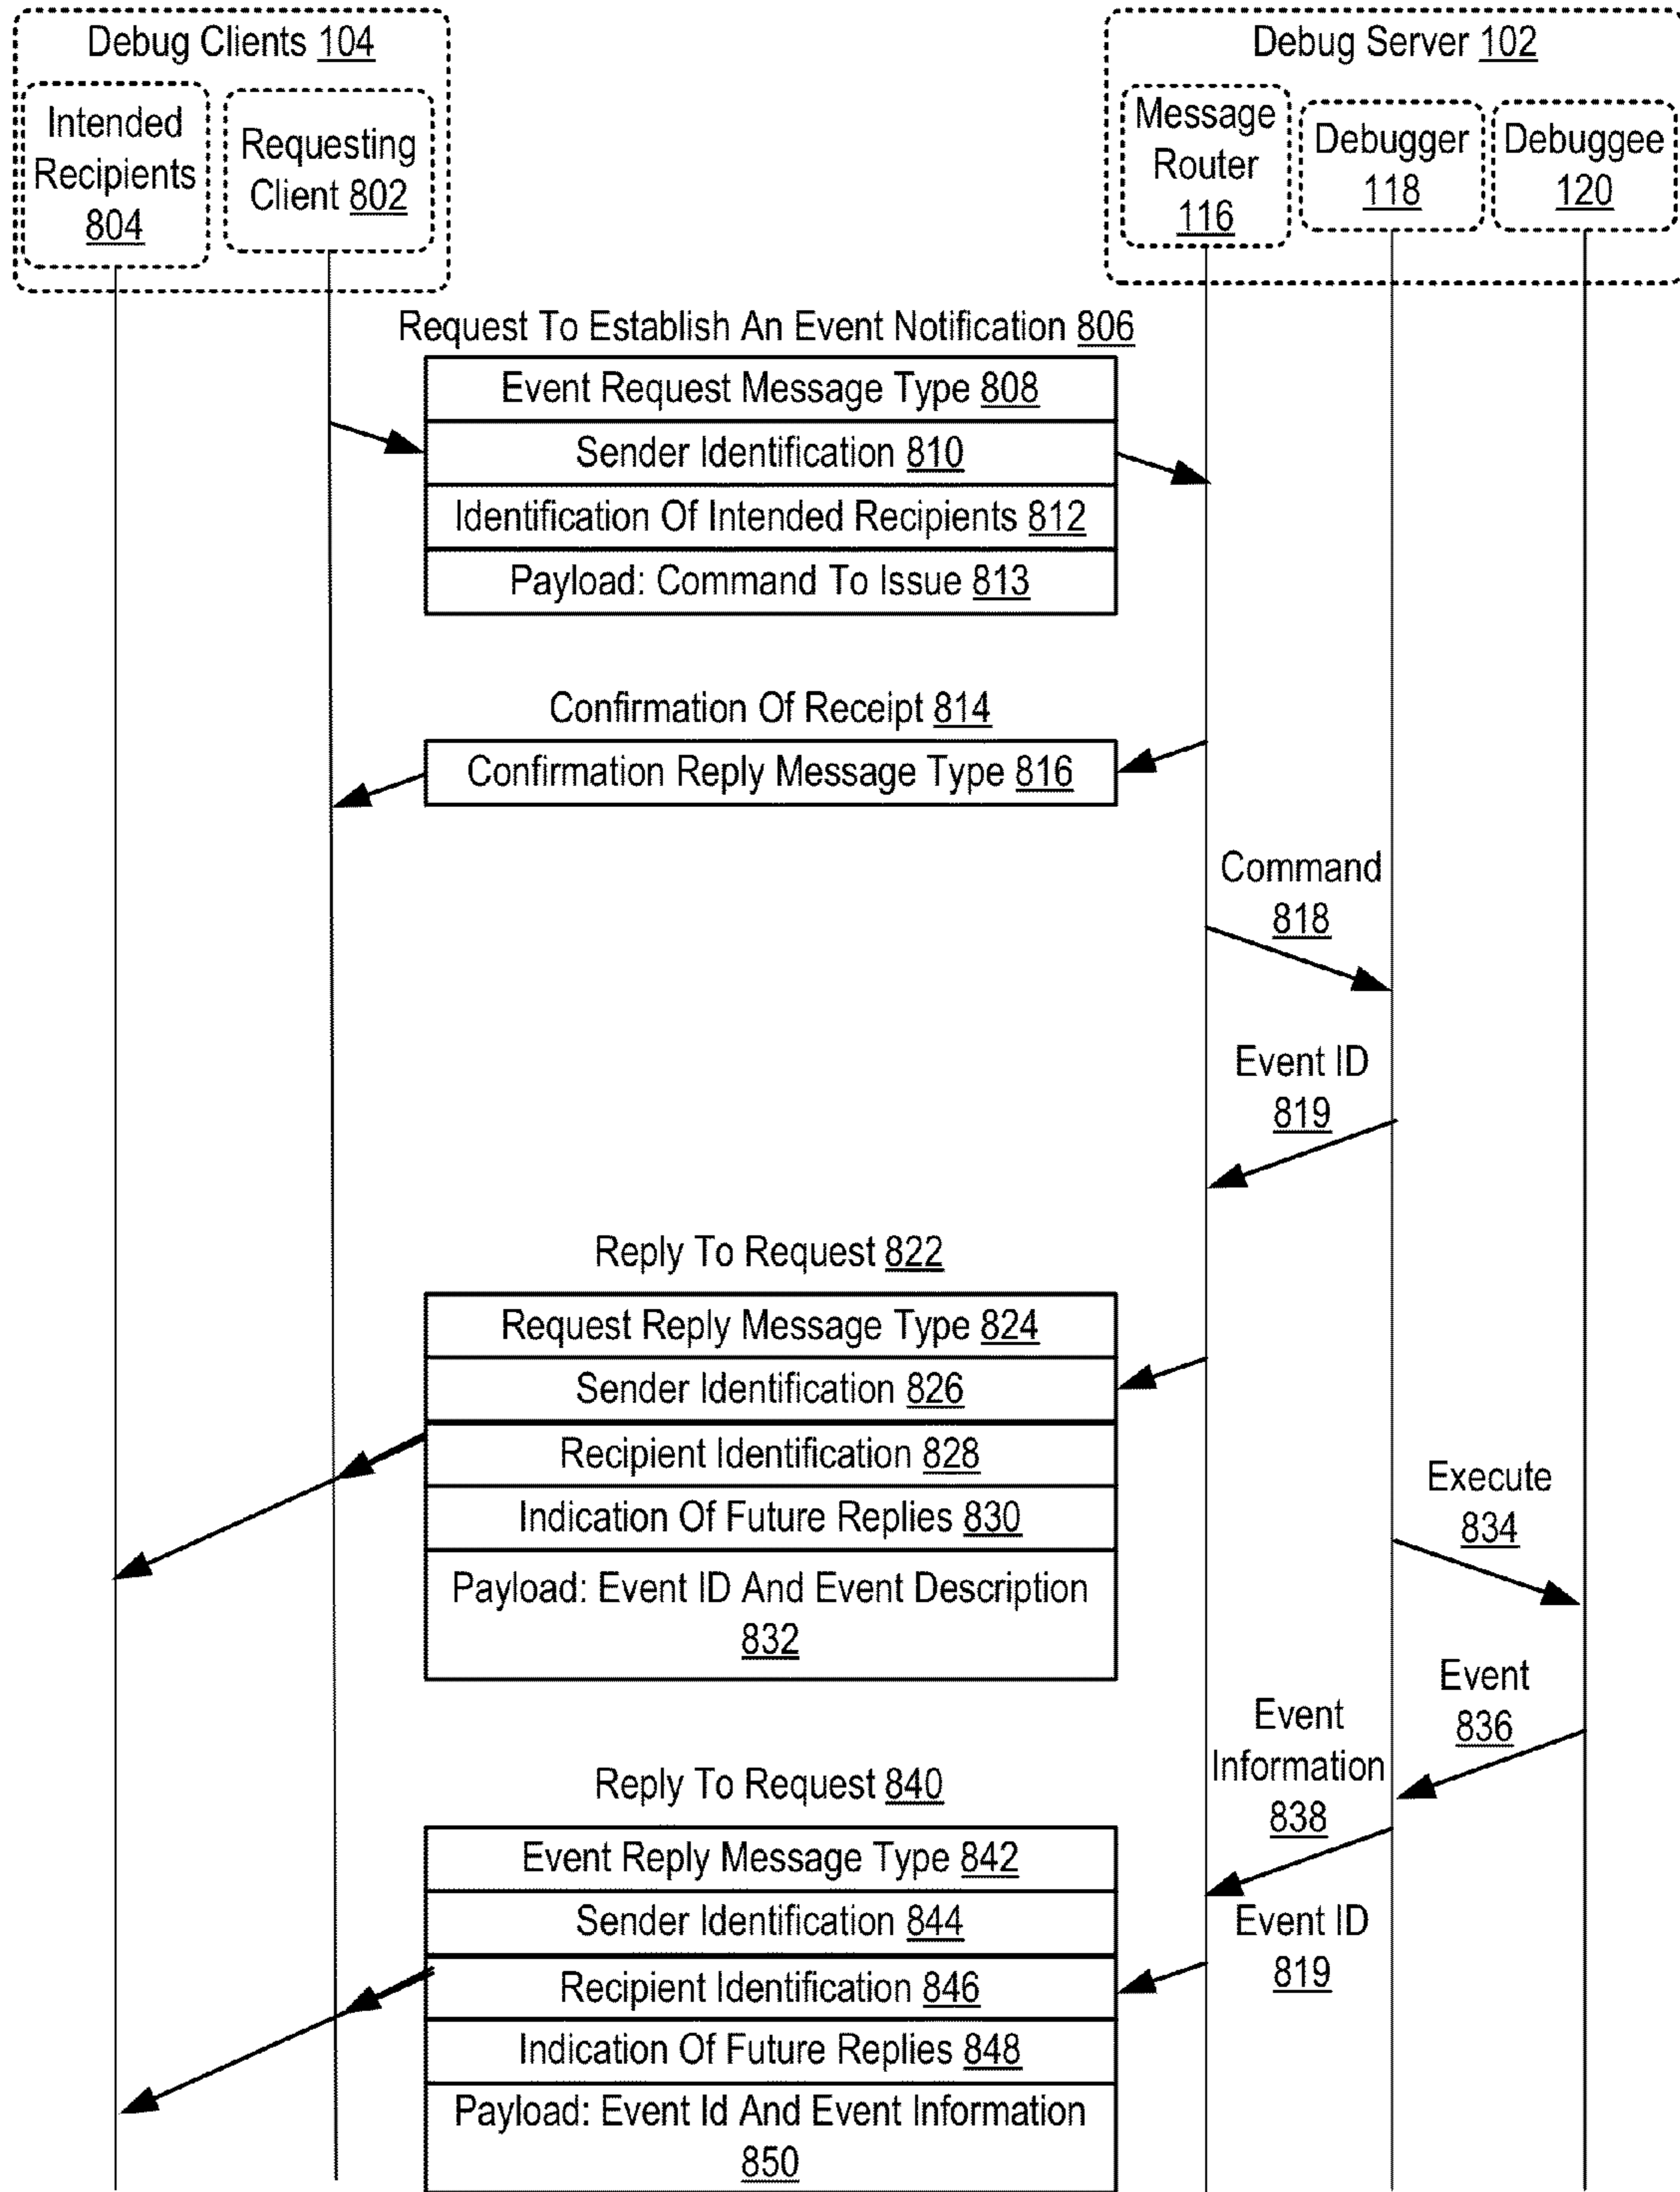 Debug Clients 104
Intended
Recipients
804
Requesting
Client 802
Debug Server 102
Message
Router
116
Debugger
118
Debuggee
120
Request To Establish An Event Notification 806
Event Request Message Type 808
Sender Identification 810
Identification Of Intended Recipients 812
Payload: Command To Issue 813
Confirmation Of Receipt 814
Confirmation Reply Message Type 816
Command
818
Event ID
819
Reply To Request 822
Request Reply Message Type 824
Sender Identification 826
Recipient Identification 828
Indication Of Future Replies 830
Payload: Event ID And Event Description
832
Execute
834
Event
836
Event
Information
838
Event ID
819
Reply To Request 840
Event Reply Message Type 842
Sender Identification 844
Recipient Identification 846
Indication Of Future Replies 848
Payload: Event Id And Event Information
850